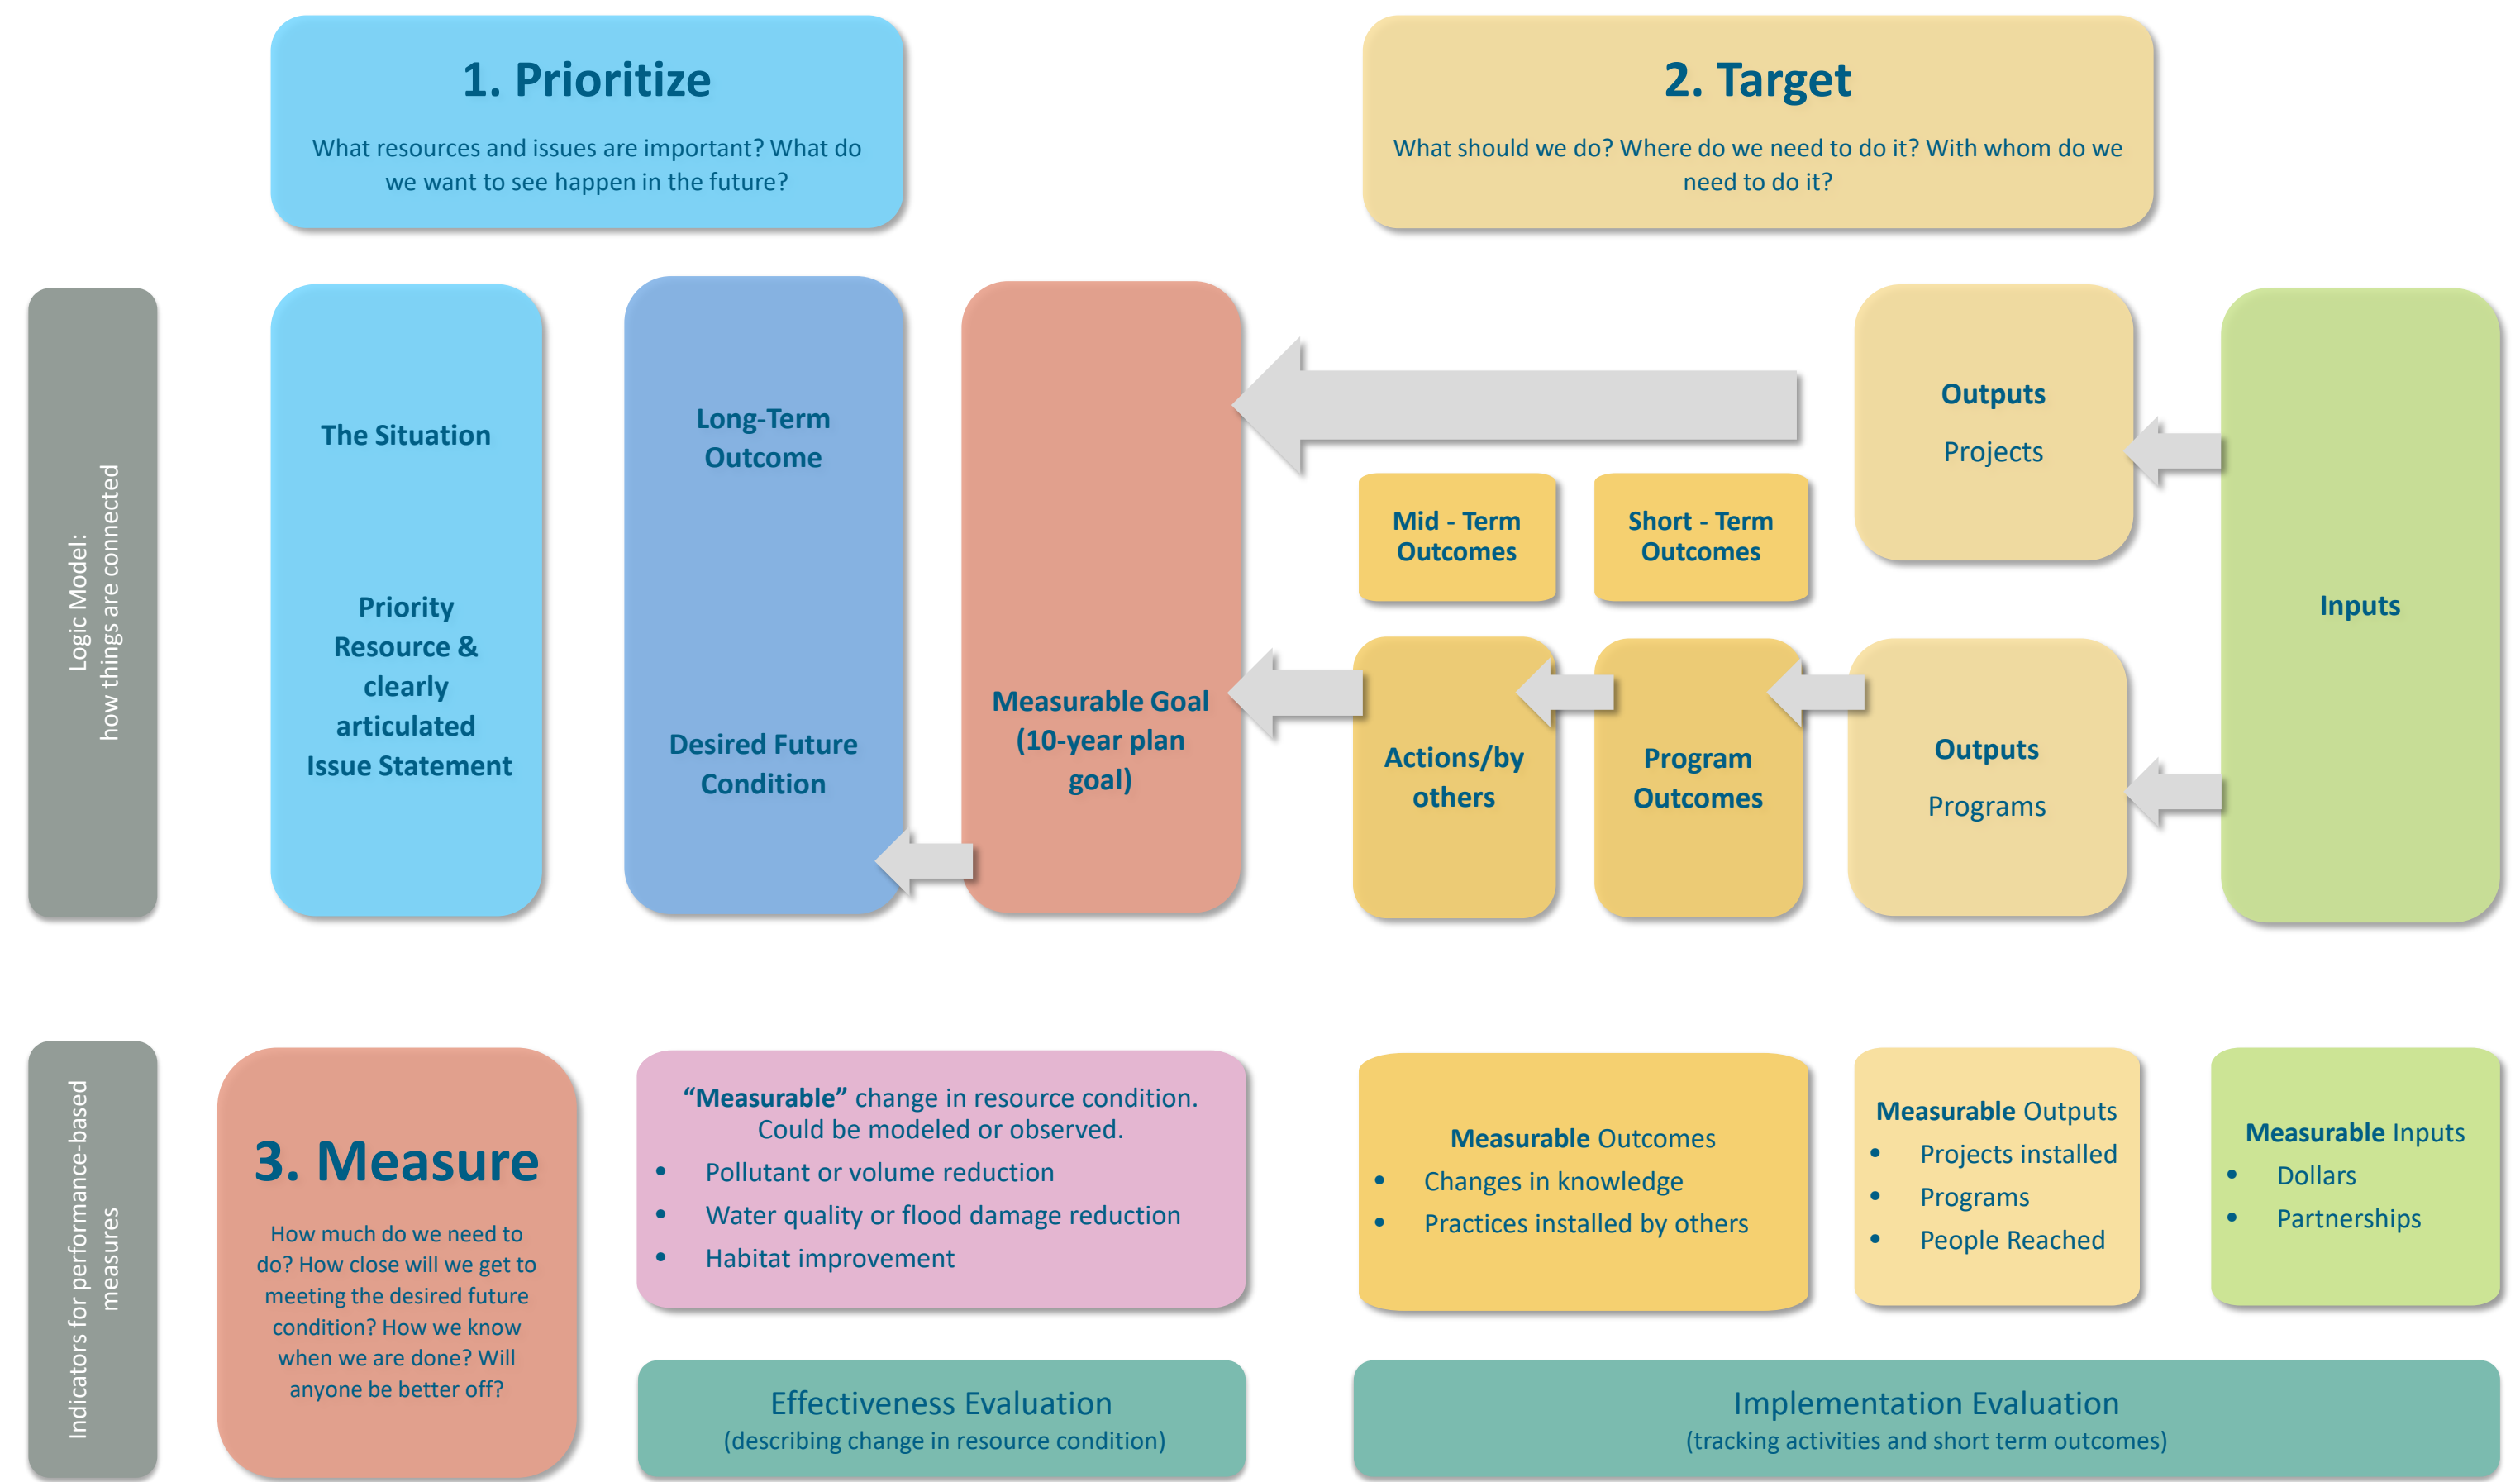 1. Prioritize
What resources and issues are important? What do
we want to see happen in the future?
2. Target
What should we do? Where do we need to do it? With whom do we
need to do it?
Logic Model:
how things are connected
The Situation
Priority
Resource &
clearly
articulated
Issue Statement
Long-Term
Outcome
Desired Future
Condition
Measurable Goal
(10-year plan
goal)
Mid - Term
Outcomes
Short - Term
Outcomes
Actions/by
others
Program
Outcomes
Outputs
Projects
Outputs
Programs
Inputs
Indicators for performance-based
measures
3. Measure
How much do we need to
do? How close will we get to
meeting the desired future
condition? How we know
when we are done? Will
anyone be better off?
“Measurable” change in resource condition.
Could be modeled or observed.
• Pollutant or volume reduction
• Water quality or flood damage reduction
• Habitat improvement
Measurable Outcomes
• Changes in knowledge
• Practices installed by others
Measurable Outputs
• Projects installed
• Programs
• People Reached
Measurable Inputs
• Dollars
• Partnerships
Effectiveness Evaluation
(describing change in resource condition)
Implementation Evaluation
(tracking activities and short term outcomes)